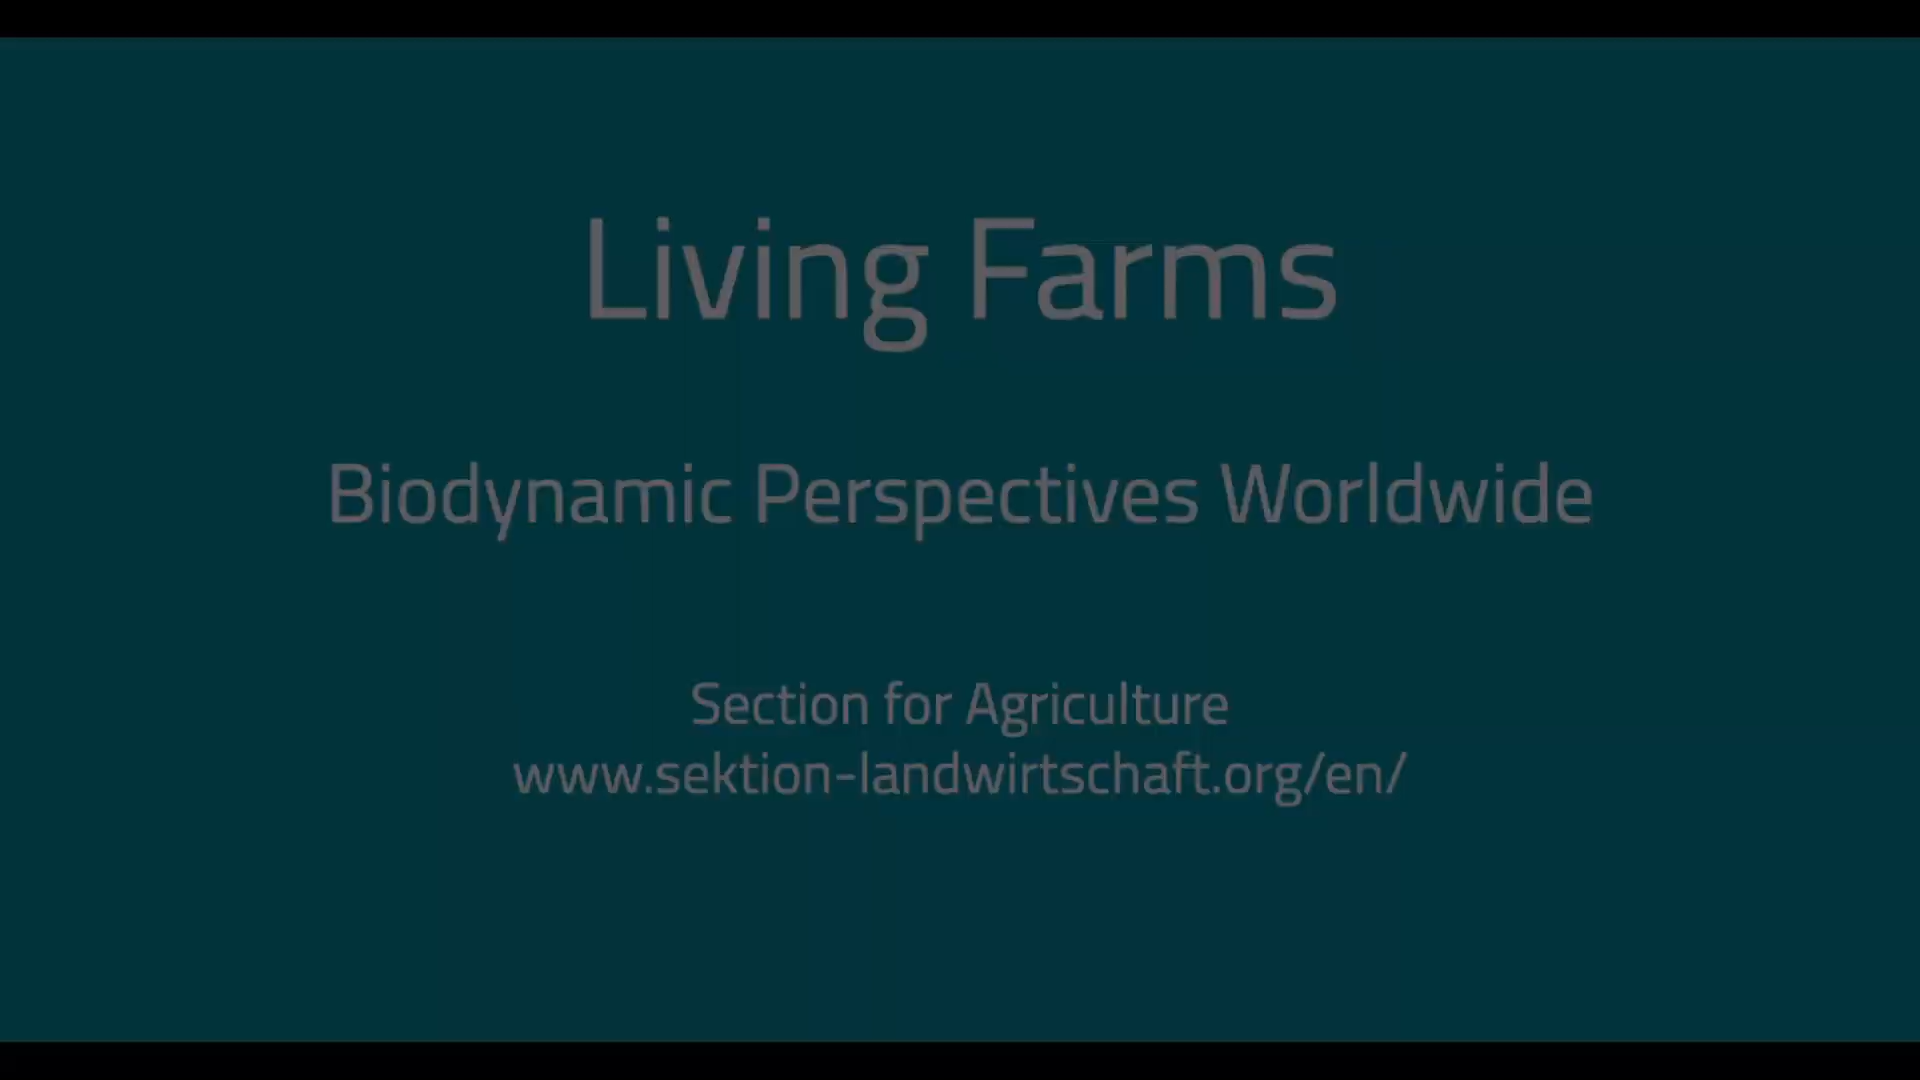 Living Farms
Biodynamic Perspectives Worldwide
Section for Agriculture
www.sektion-landwirtschaft.org/en/